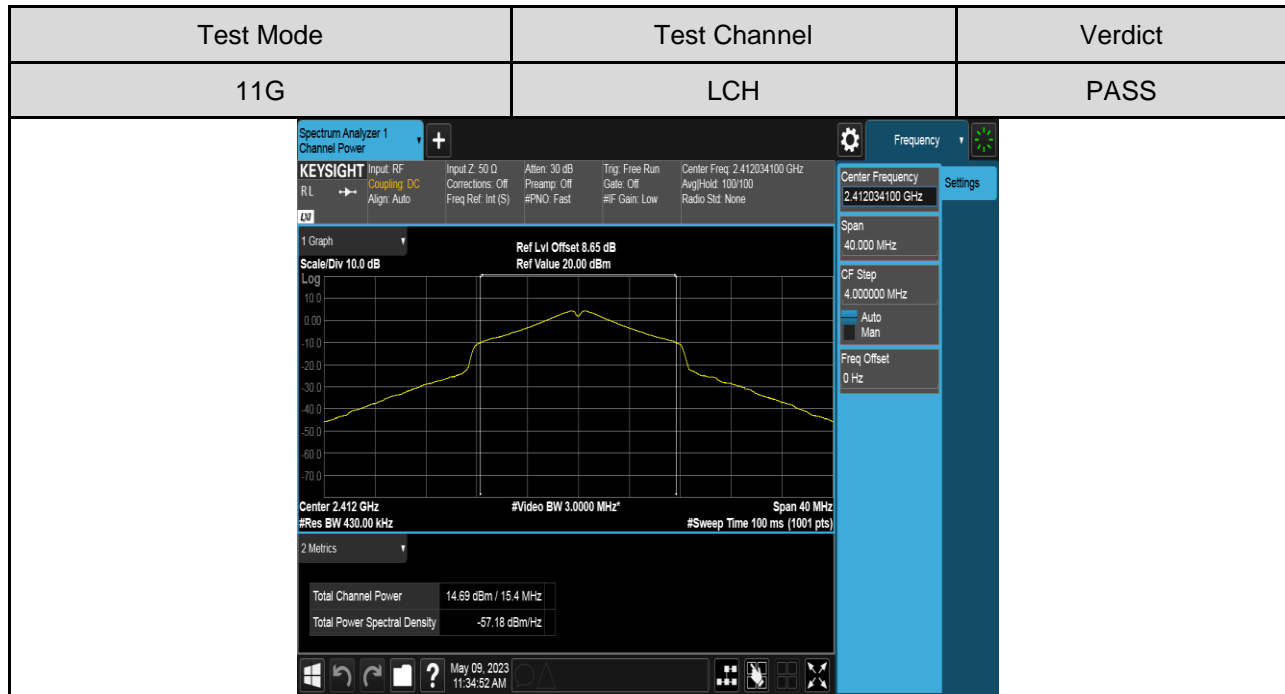 Test Mode Test Channel Verdict
11G LCH PASS
Spectrum Analyzer 1
Channel Power
+
Frequency
KEYSIGHT Input: RF Input Z: 50 Ω Atten: 30 dB Trig: Free Run Center Freq: 2.412034100 GHz
RL Coupling: DC Corrections: Off Preamp: Off Gate: Off Avg|Hold: 100/100
Align: Auto Freq Ref: Int (S) #PNO: Fast #IF Gain: Low Radio Std: None
LXI
Center Frequency
2.412034100 GHz
Settings
Span
40.000 MHz
CF Step
4.000000 MHz
Auto
Man
Freq Offset
0 Hz
1 Graph
Ref Lvl Offset 8.65 dB
Scale/Div 10.0 dB Ref Value 20.00 dBm
Log
10.0
0.00
-10.0
-20.0
-30.0
-40.0
-50.0
-60.0
-70.0
Center 2.412 GHz #Video BW 3.0000 MHz* Span 40 MHz
#Res BW 430.00 kHz #Sweep Time 100 ms (1001 pts)
2 Metrics
Total Channel Power 14.69 dBm / 15.4 MHz
Total Power Spectral Density -57.18 dBm/Hz
?
May 09, 2023
11:34:52 AM